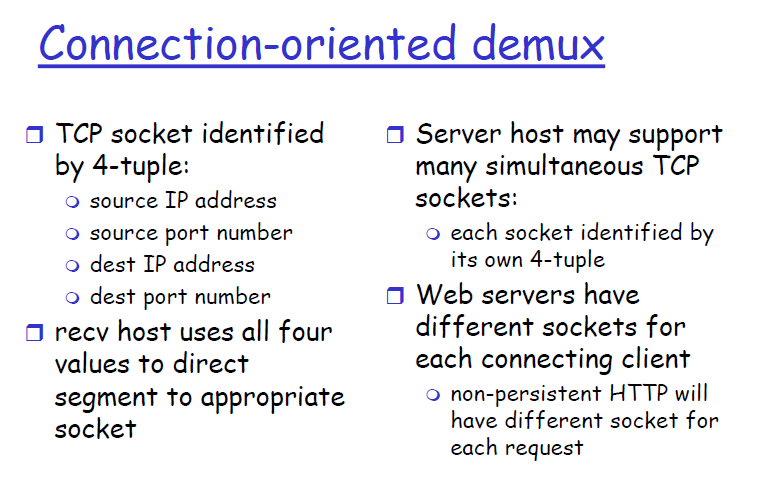 Connection-oriented demux
TCP socket identified
by 4-tuple:
source IP address
source port number
dest IP address
dest port number
recv host uses all four
values to direct
segment to appropriate
socket
Server host may support
many simultaneous TCP
sockets:
each socket identified by
its own 4-tuple
Web servers have
different sockets for
each connecting client
non-persistent HTTP will
have different socket for
each request